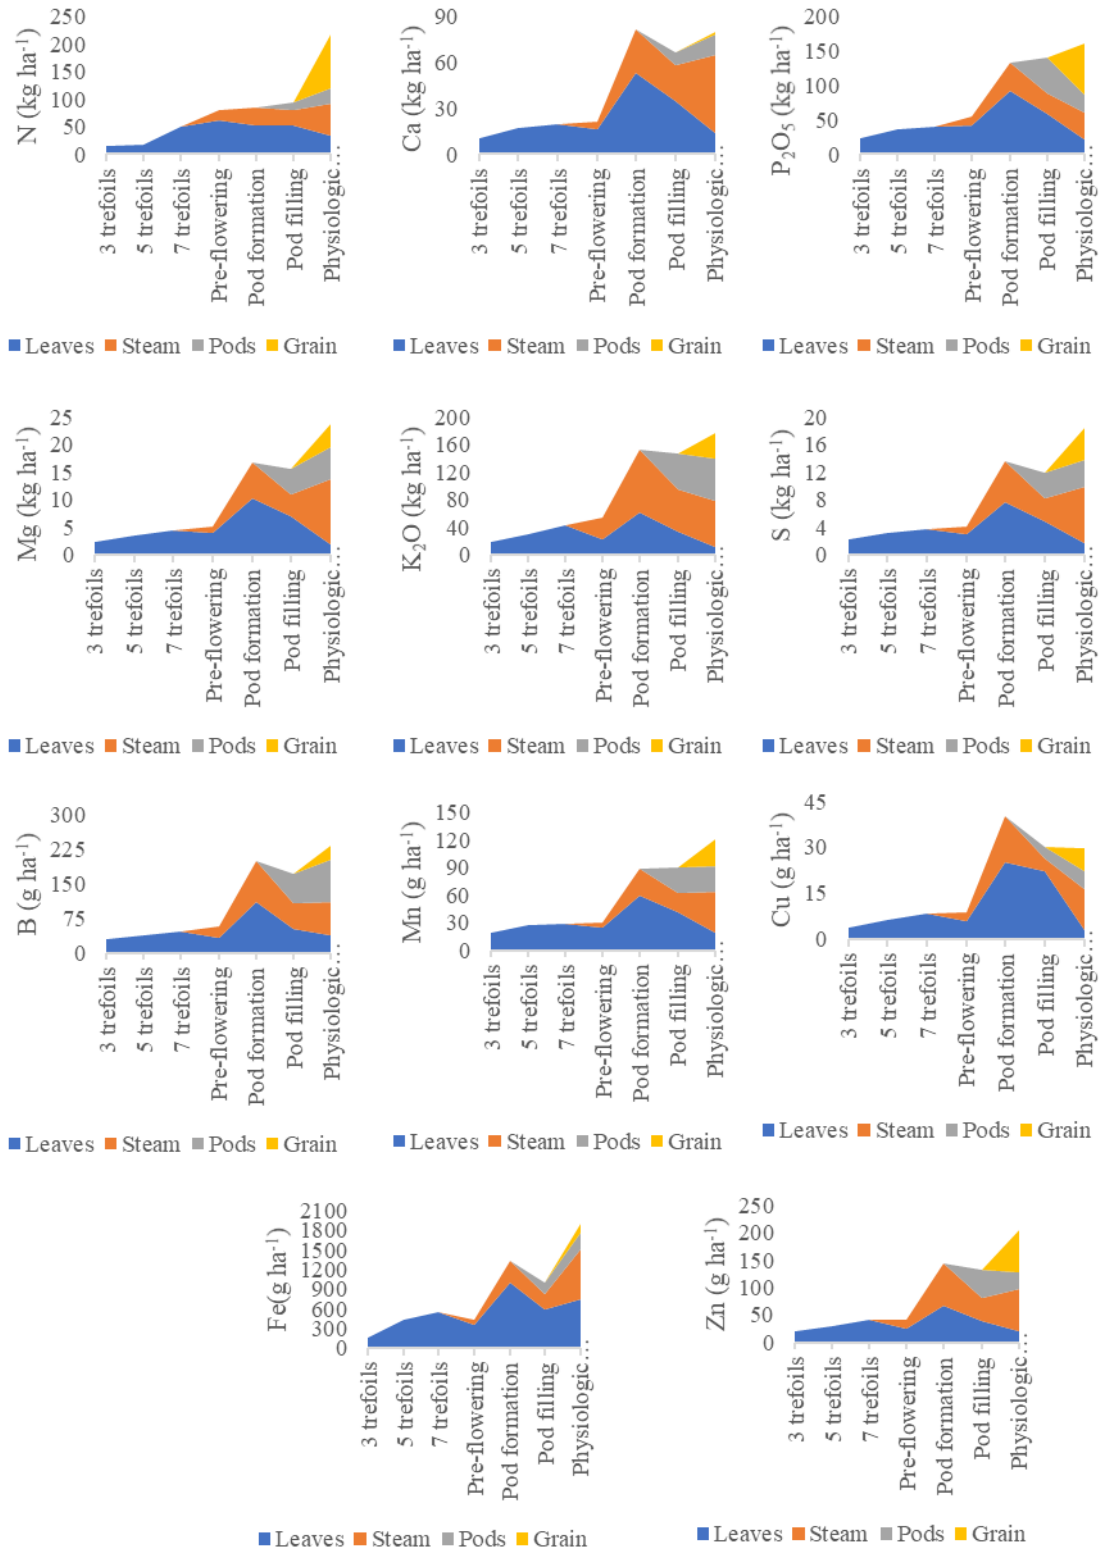 N (kg ha⁻¹)
250
200
150
100
50
0
3 trefoils
5 trefoils
7 trefoils
Pre-flowering
Pod formation
Pod filling
Physiologic…
Leaves Steam Pods Grain
Ca (kg ha⁻¹)
90
60
30
0
3 trefoils
5 trefoils
7 trefoils
Pre-flowering
Pod formation
Pod filling
Physiologic…
Leaves Steam Pods Grain
P₂O₅ (kg ha⁻¹)
200
150
100
50
0
3 trefoils
5 trefoils
7 trefoils
Pre-flowering
Pod formation
Pod filling
Physiologic…
Leaves Steam Pods Grain
Mg (kg ha⁻¹)
25
20
15
10
5
0
3 trefoils
5 trefoils
7 trefoils
Pre-flowering
Pod formation
Pod filling
Physiologic…
Leaves Steam Pods Grain
K₂O (kg ha⁻¹)
200
160
120
80
40
0
3 trefoils
5 trefoils
7 trefoils
Pre-flowering
Pod formation
Pod filling
Physiologic…
Leaves Steam Pods Grain
S (kg ha⁻¹)
20
16
12
8
4
0
3 trefoils
5 trefoils
7 trefoils
Pre-flowering
Pod formation
Pod filling
Physiologic…
Leaves Steam Pods Grain
B (g ha⁻¹)
300
225
150
75
0
3 trefoils
5 trefoils
7 trefoils
Pre-flowering
Pod formation
Pod filling
Physiologic…
Leaves Steam Pods Grain
Mn (g ha⁻¹)
150
120
90
60
30
0
3 trefoils
5 trefoils
7 trefoils
Pre-flowering
Pod formation
Pod filling
Physiologic…
Leaves Steam Pods Grain
Cu (g ha⁻¹)
45
30
15
0
3 trefoils
5 trefoils
7 trefoils
Pre-flowering
Pod formation
Pod filling
Physiologic…
Leaves Steam Pods Grain
Fe(g ha⁻¹)
2100
1800
1500
1200
900
600
300
0
3 trefoils
5 trefoils
7 trefoils
Pre-flowering
Pod formation
Pod filling
Physiologic…
Leaves Steam Pods Grain
Zn (g ha⁻¹)
250
200
150
100
50
0
3 trefoils
5 trefoils
7 trefoils
Pre-flowering
Pod formation
Pod filling
Physiologic…
Leaves Steam Pods Grain